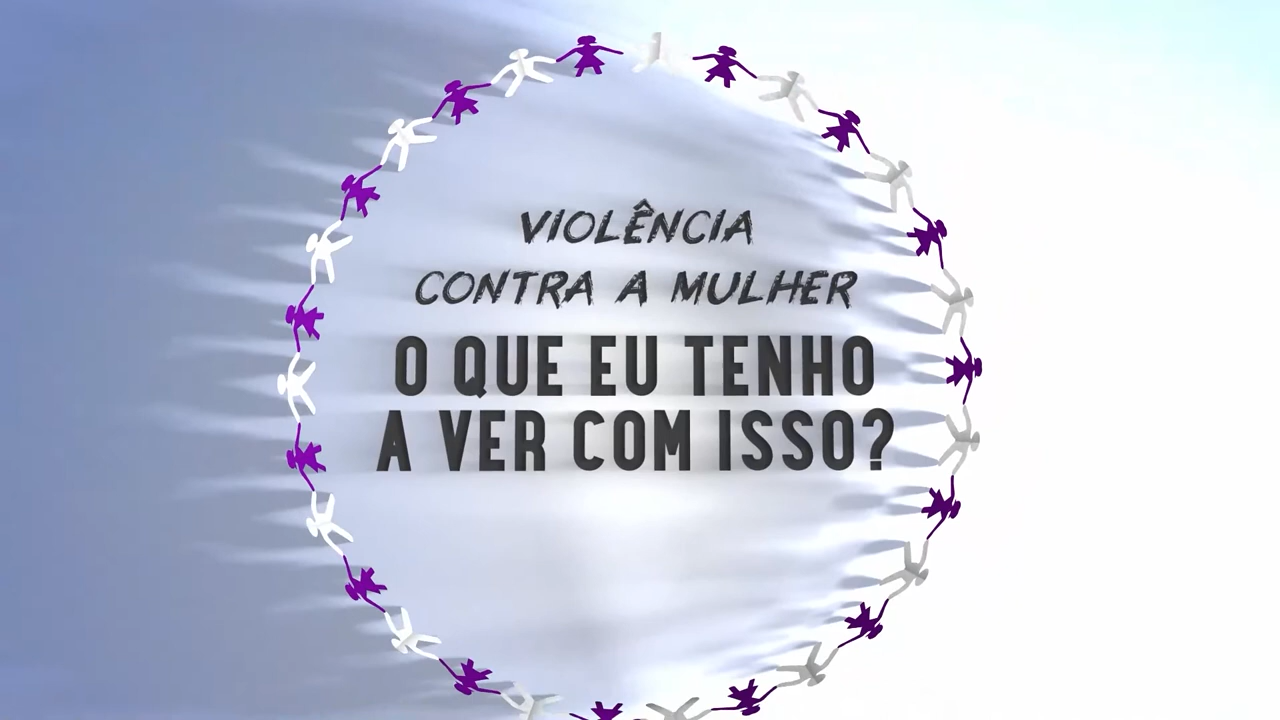 VIOLÊNCIA
CONTRA A MULHER
O QUE EU TENHO
A VER COM ISSO?